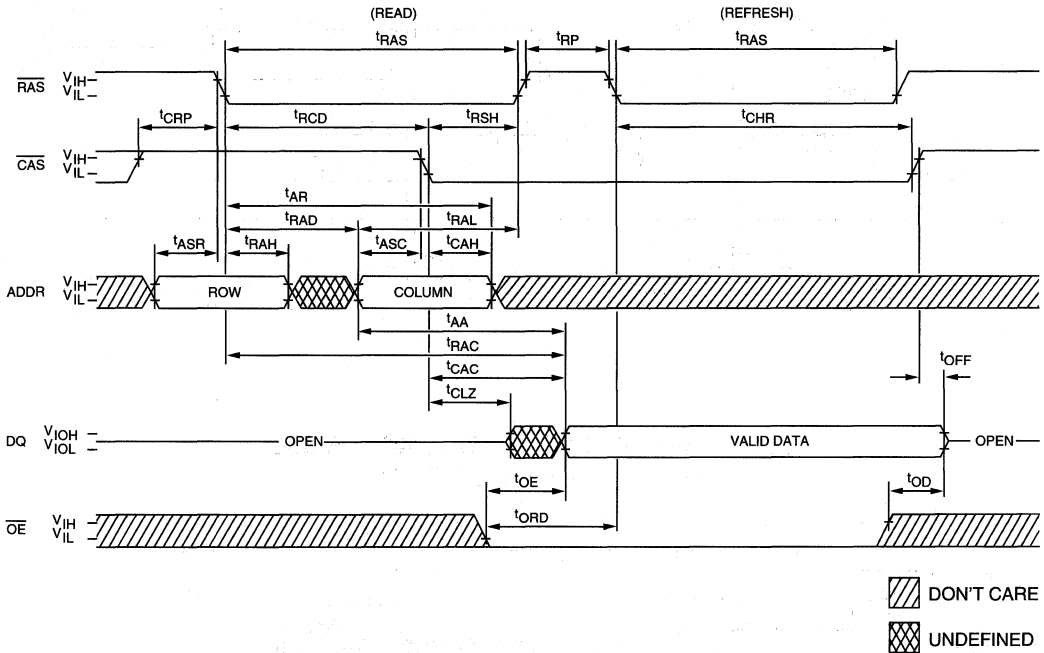 (READ) (REFRESH)
tRAS tRP tRAS
RAS VIH VIL
tCRP tRCD tRSH tCHR
CAS VIH VIL
tAR
tRAD tRAL
tASR tRAH tASC tCAH
ADDR VIH VIL ROW COLUMN
tAA
tRAC
tCAC tOFF
tCLZ
DQ VIOH VIOL OPEN VALID DATA OPEN
tOE tOD
tORD
OE VIH VIL
DON'T CARE
UNDEFINED